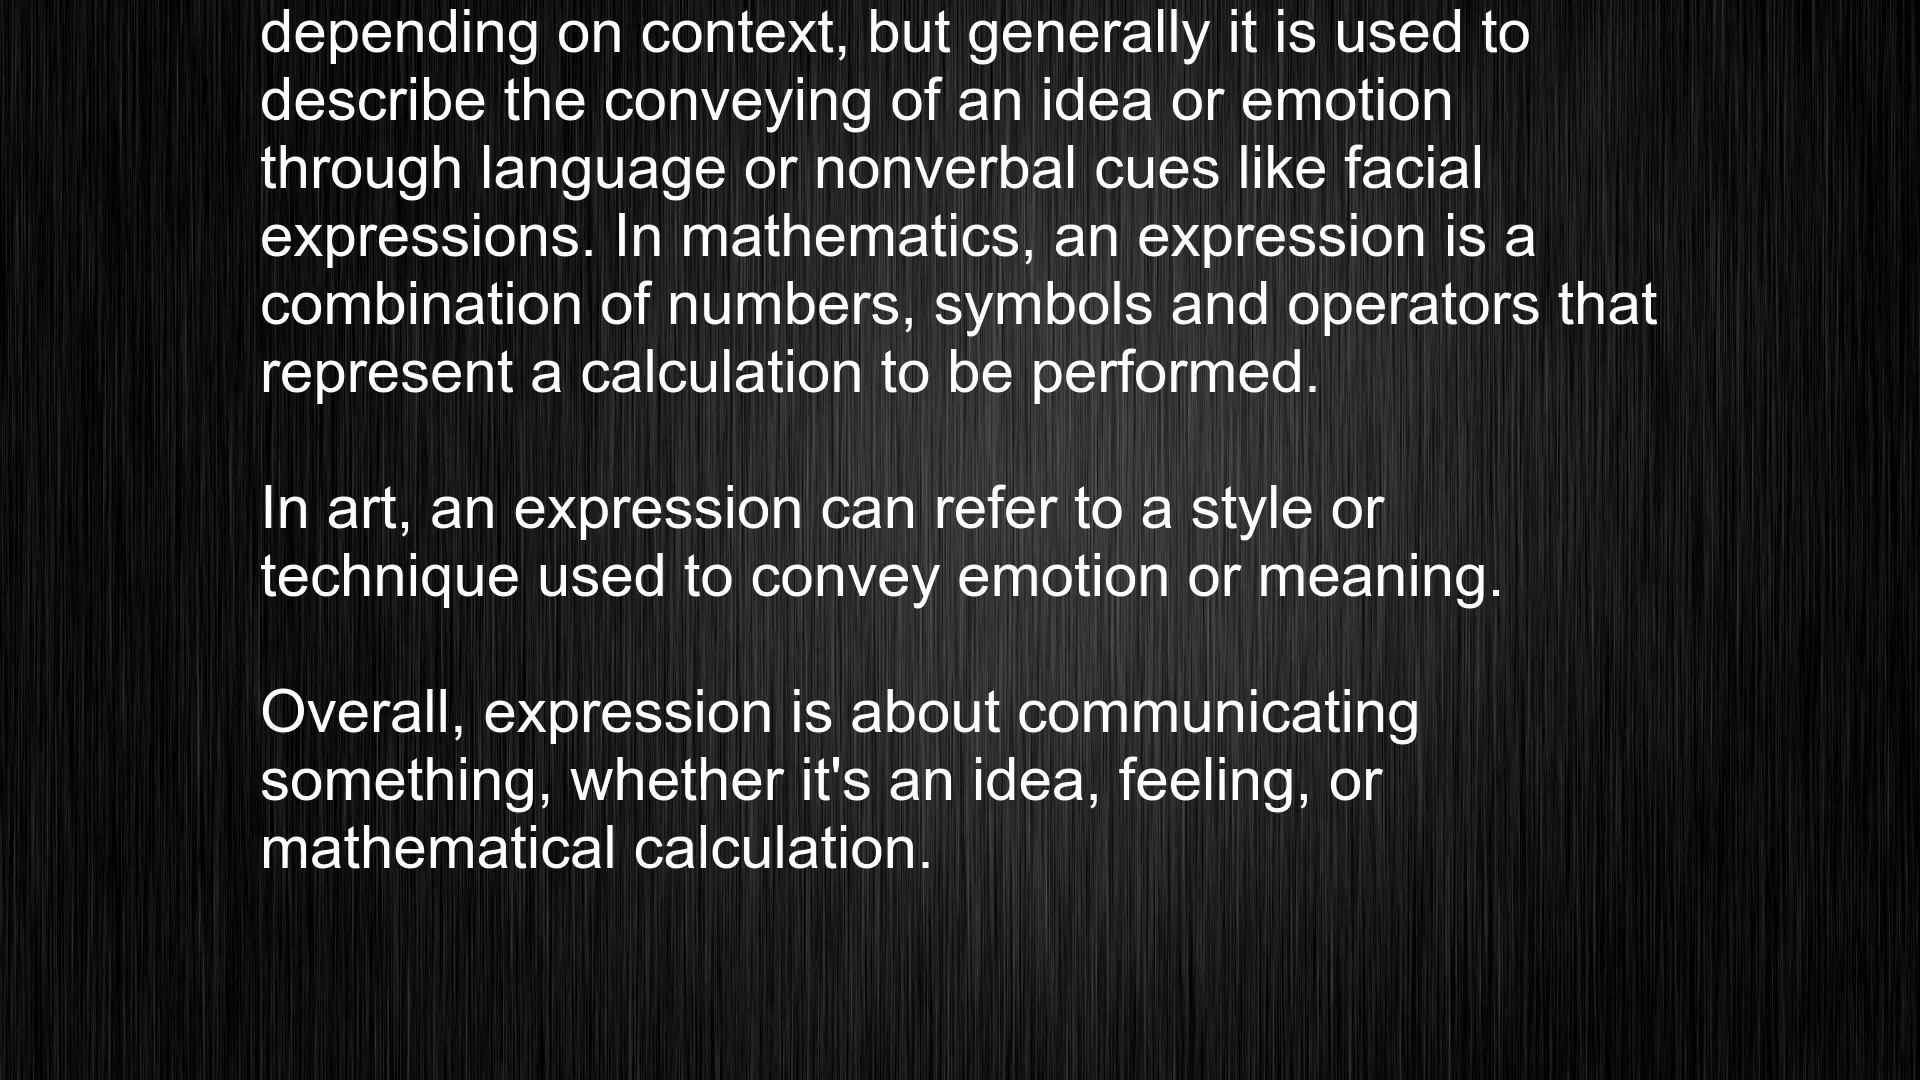 depending on context, but generally it is used to
describe the conveying of an idea or emotion
through language or nonverbal cues like facial
expressions. In mathematics, an expression is a
combination of numbers, symbols and operators that
represent a calculation to be performed.
In art, an expression can refer to a style or
technique used to convey emotion or meaning.
Overall, expression is about communicating
something, whether it's an idea, feeling, or
mathematical calculation.